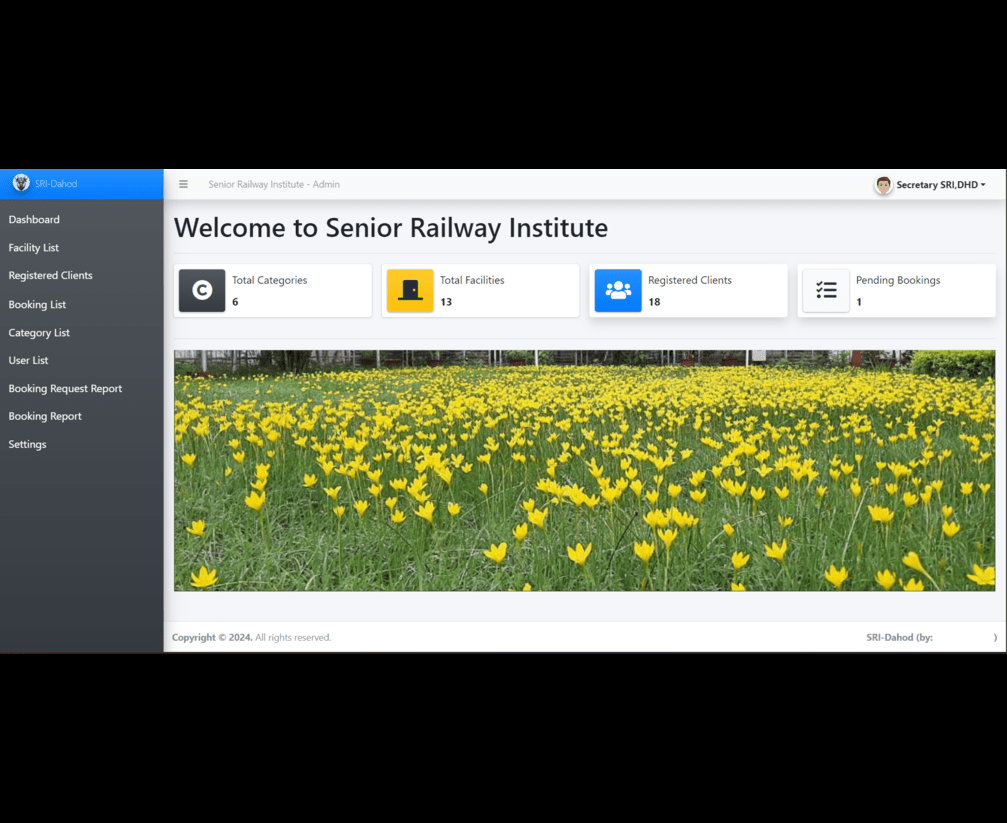 SRI-Dahod
Senior Railway Institute - Admin
Secretary SRI,DHD
Dashboard
Facility List
Registered Clients
Booking List
Category List
User List
Booking Request Report
Booking Report
Settings
Welcome to Senior Railway Institute
C
Total Categories
6
Total Facilities
13
Registered Clients
18
Pending Bookings
1
Copyright © 2024. All rights reserved.
SRI-Dahod (by: )